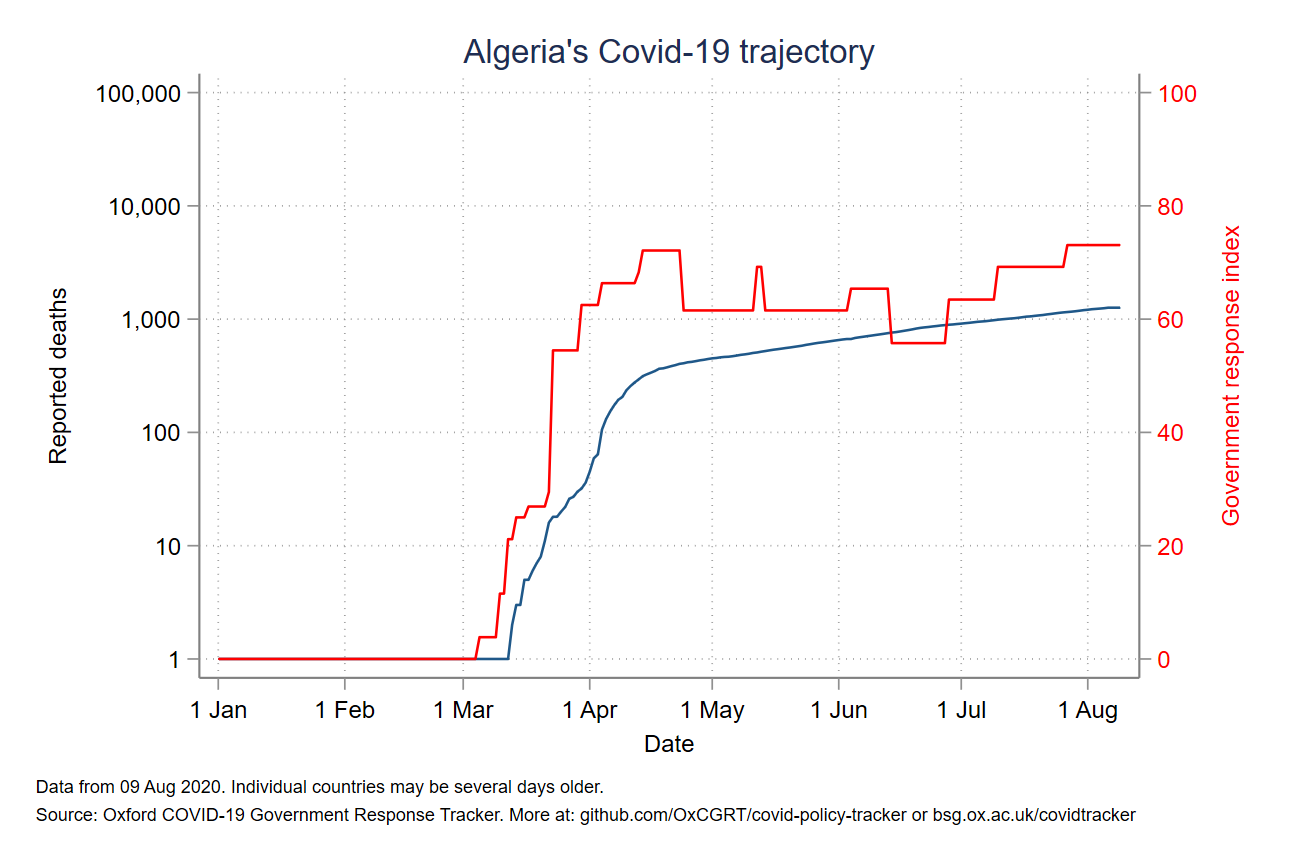 Algeria's Covid-19 trajectory
100,000
10,000
1,000
100
10
1
Reported deaths
100
80
60
40
20
0
Government response index
1 Jan 1 Feb 1 Mar 1 Apr 1 May 1 Jun 1 Jul 1 Aug
Date
Data from 09 Aug 2020. Individual countries may be several days older.
Source: Oxford COVID-19 Government Response Tracker. More at: github.com/OxCGRT/covid-policy-tracker or bsg.ox.ac.uk/covidtracker